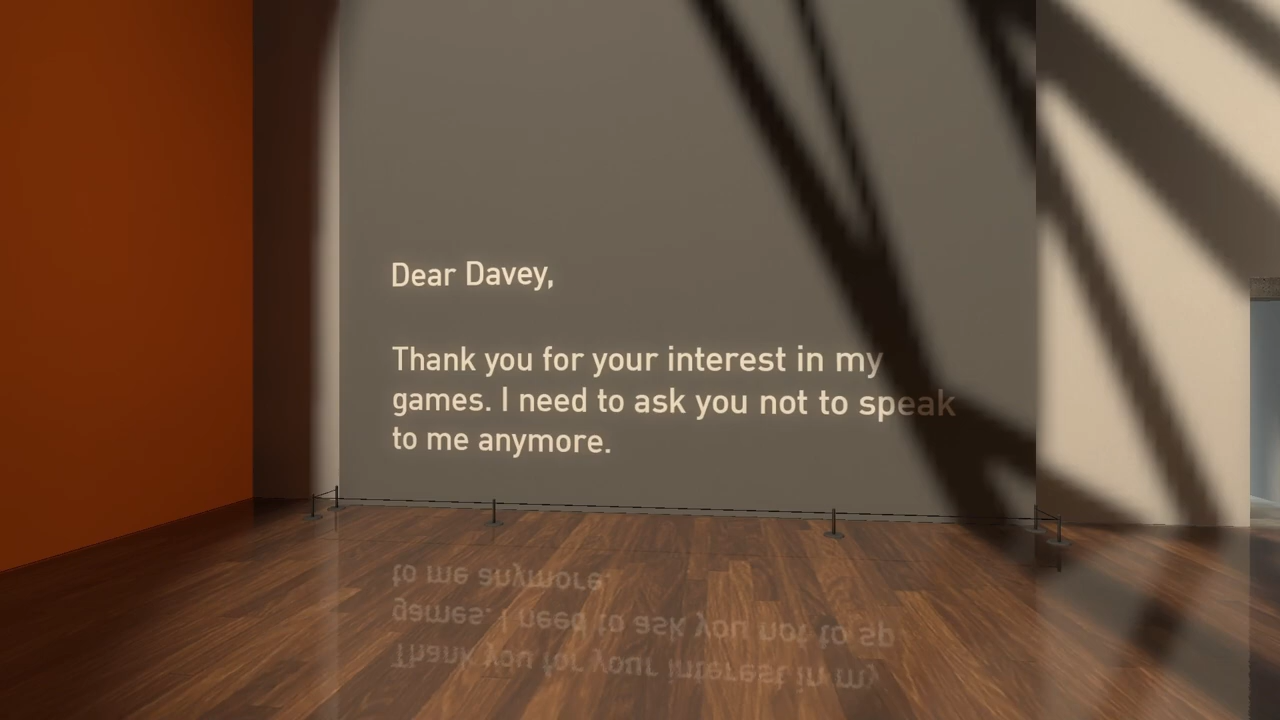 Dear Davey,
Thank you for your interest in my
games. I need to ask you not to speak
to me anymore.